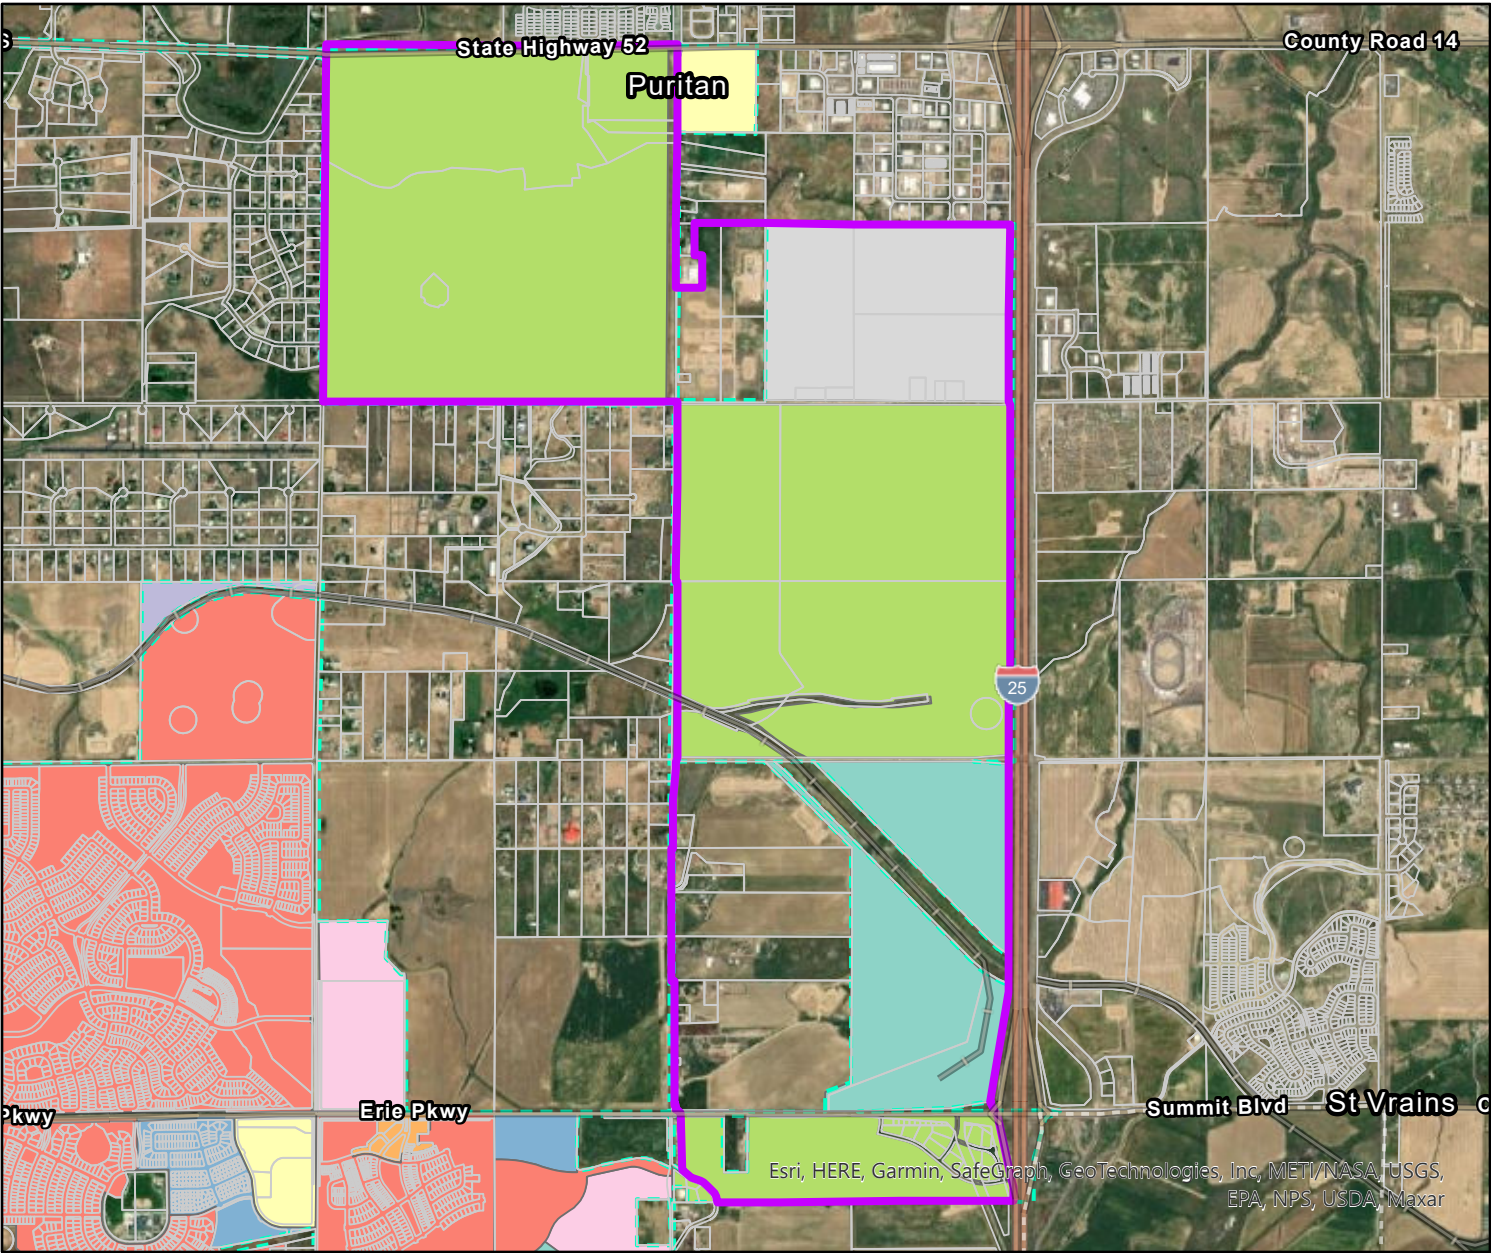 S
State Highway 52
County Road 14
Puritan
25
Pkwy
Erie Pkwy
Summit Blvd
St Vrains
Esri, HERE, Garmin, SafeGraph, GeoTechnologies, Inc, METI/NASA, USGS,
EPA, NPS, USDA, Maxar